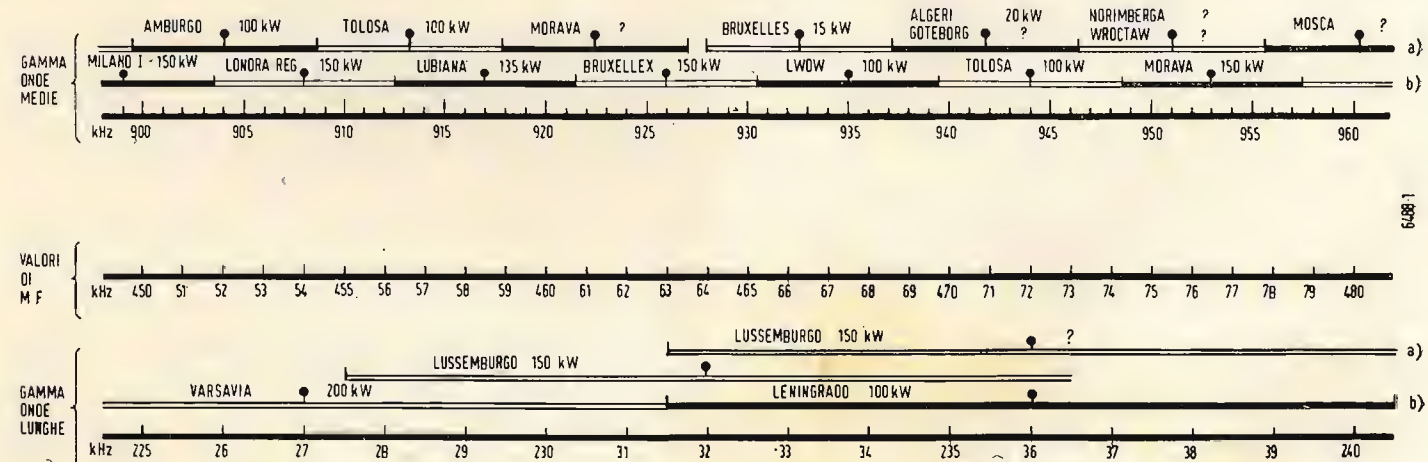 AMBURGO 100 kW TOLOSA 100 kW MORAVA ? BRUXELLES 15 kW ALGERI 20 kW NORIMBERGA ? MOSCA ?
GOTEBORG ? WROCTAW ? a)
GAMMA
ONDE
MEDIE
MILANO I - 150 kW LONDRA REG 150 kW LUBIANA 135 kW BRUXELLEX 150 kW LWOW 100 kW TOLOSA 100 kW MORAVA 150 kW b)
kHz 900 905 910 915 920 925 930 935 940 945 950 955 960
6488·1
VALORI
DI
M F
kHz 450 51 52 53 54 455 56 57 58 59 460 61 62 63 64 465 66 67 68 69 470 71 72 73 74 75 76 77 78 79 480
LUSSEMBURGO 150 kW ? a)
LUSSEMBURGO 150 kW
GAMMA
ONDE
LUNGHE
VARSAVIA 200 kW LENINGRADO 100 kW b)
kHz 225 26 27 28 29 230 31 32 33 34 235 36 37 38 39 240